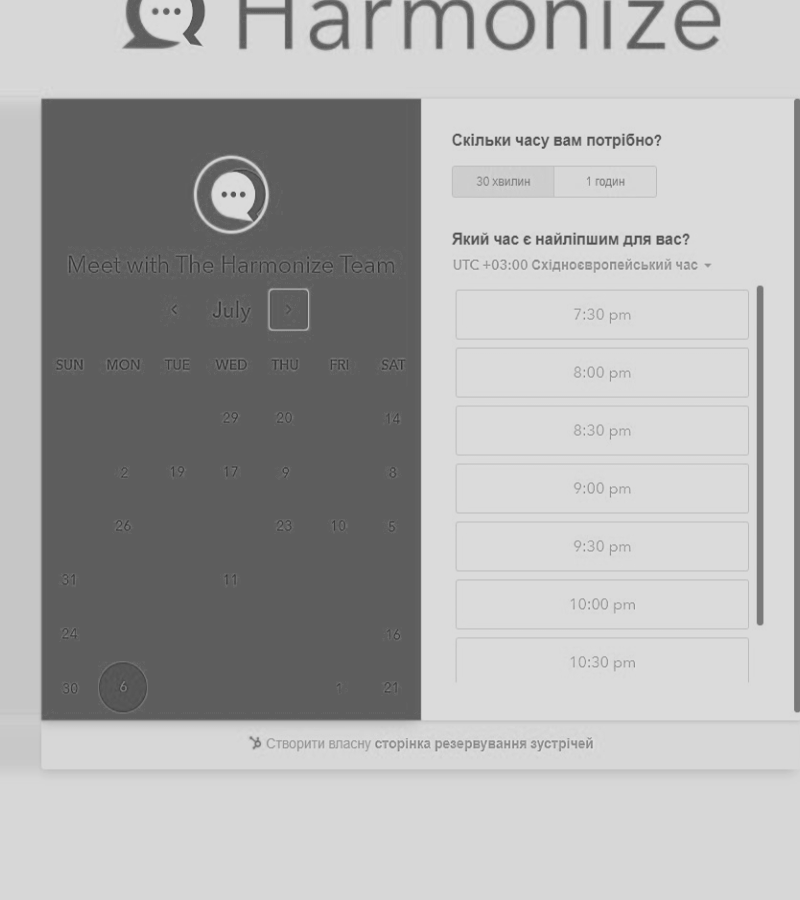 Harmonize
Meet with The Harmonize Team
July
SUN MON TUE WED THU FRI SAT
29 20 14
2 19 17 9 8
26 23 10 5
31 11
24 16
30 6 1 21
Скільки часу вам потрібно?
30 хвилин 1 годин
Який час є найліпшим для вас?
UTC +03:00 Східноєвропейський час
7:30 pm
8:00 pm
8:30 pm
9:00 pm
9:30 pm
10:00 pm
10:30 pm
Створити власну сторінка резервування зустрічей